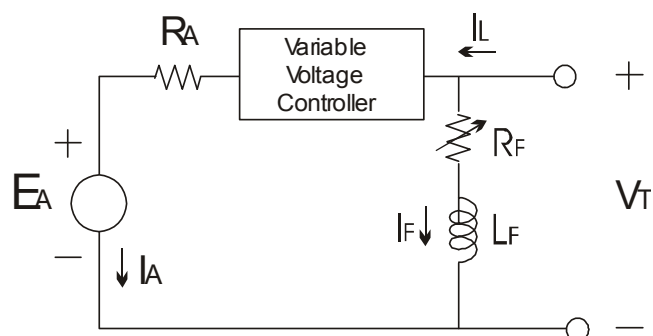 RA
Variable
Voltage
Controller
IL
+
+
RF
EA
VT
IF
LF
−
IA
−